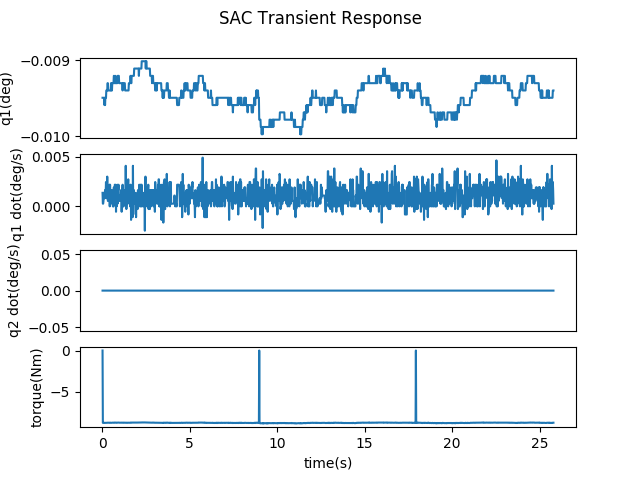 SAC Transient Response
q1(deg)
−0.009
−0.010
q1 dot(deg/s)
0.005
0.000
q2 dot(deg/s)
0.05
0.00
−0.05
torque(Nm)
0
−5
0 5 10 15 20 25
time(s)